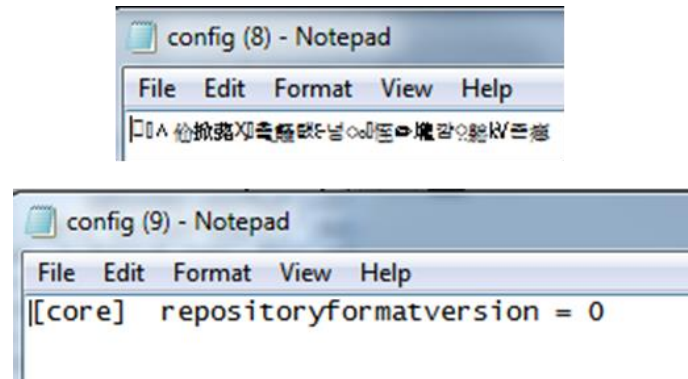 config (8) - Notepad
File Edit Format View Help
config (9) - Notepad
File Edit Format View Help
[core] repositoryformatversion = 0